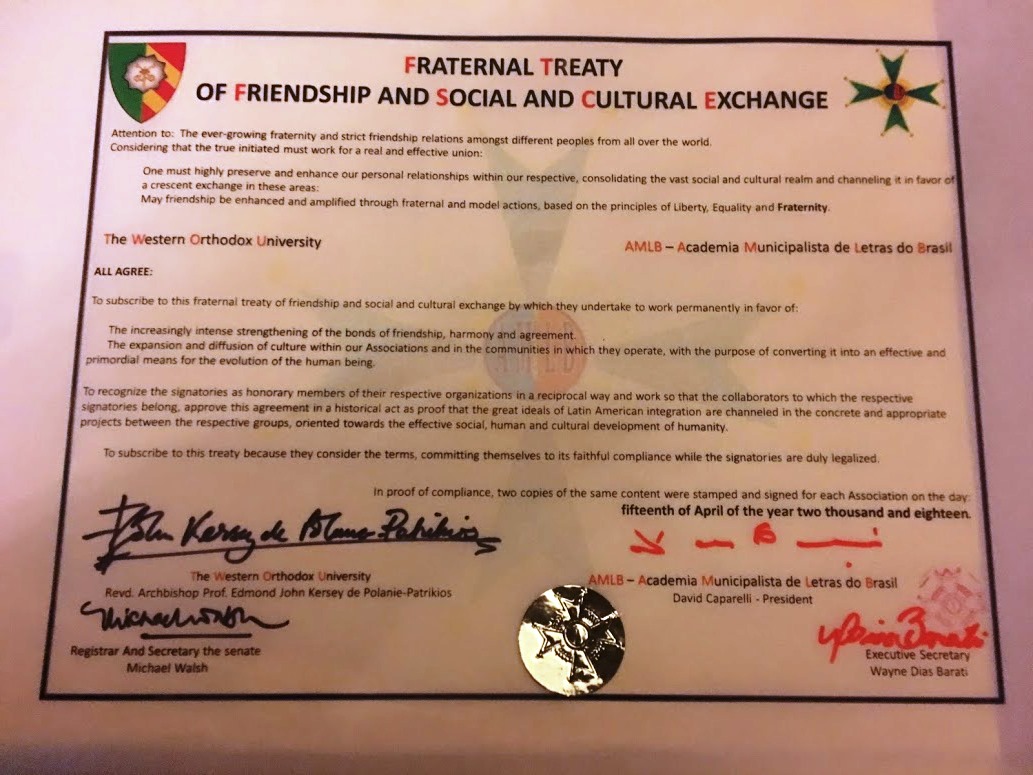 FRATERNAL TREATY
OF FRIENDSHIP AND SOCIAL AND CULTURAL EXCHANGE
Attention to: The ever-growing fraternity and strict friendship relations amongst different peoples from all over the world.
Considering that the true initiated must work for a real and effective union:
One must highly preserve and enhance our personal relationships within our respective, consolidating the vast social and cultural realm and channeling it in favor of
a crescent exchange in these areas:
May friendship be enhanced and amplified through fraternal and model actions, based on the principles of Liberty, Equality and Fraternity.
The Western Orthodox University
AMLB – Academia Municipalista de Letras do Brasil
ALL AGREE:
To subscribe to this fraternal treaty of friendship and social and cultural exchange by which they undertake to work permanently in favor of:
The increasingly intense strengthening of the bonds of friendship, harmony and agreement.
The expansion and diffusion of culture within our Associations and in the communities in which they operate, with the purpose of converting it into an effective and
primordial means for the evolution of the human being.
AMLB
To recognize the signatories as honorary members of their respective organizations in a reciprocal way and work so that the collaborators to which the respective
signatories belong, approve this agreement in a historical act as proof that the great ideals of Latin American integration are channeled in the concrete and appropriate
projects between the respective groups, oriented towards the effective social, human and cultural development of humanity.
To subscribe to this treaty because they consider the terms, committing themselves to its faithful compliance while the signatories are duly legalized.
In proof of compliance, two copies of the same content were stamped and signed for each Association on the day:
fifteenth of April of the year two thousand and eighteen.
John Kersey de Polanie-Patrikios
The Western Orthodox University
Revd. Archbishop Prof. Edmond John Kersey de Polanie-Patrikios
AMLB – Academia Municipalista de Letras do Brasil
David Caparelli - President
Registrar And Secretary the senate
Michael Walsh
Executive Secretary
Wayne Dias Barati